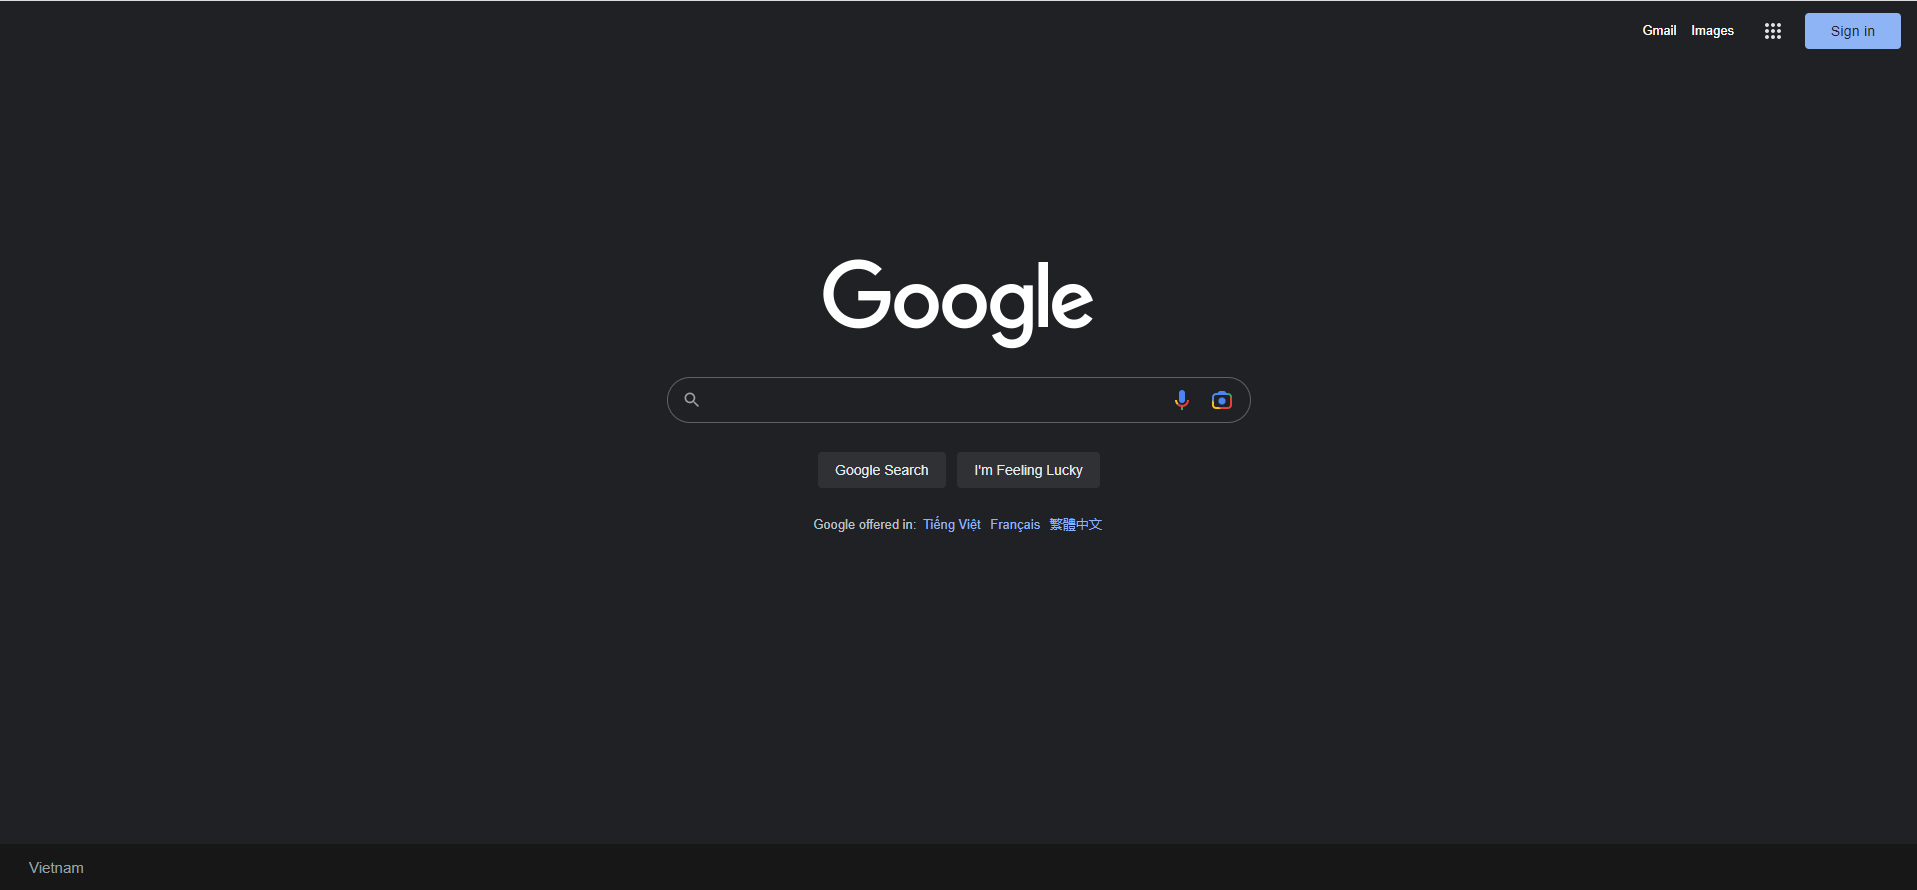 Gmail Images Sign in
Google
Google Search I'm Feeling Lucky
Google offered in: Tiếng Việt Français 繁體中文
Vietnam